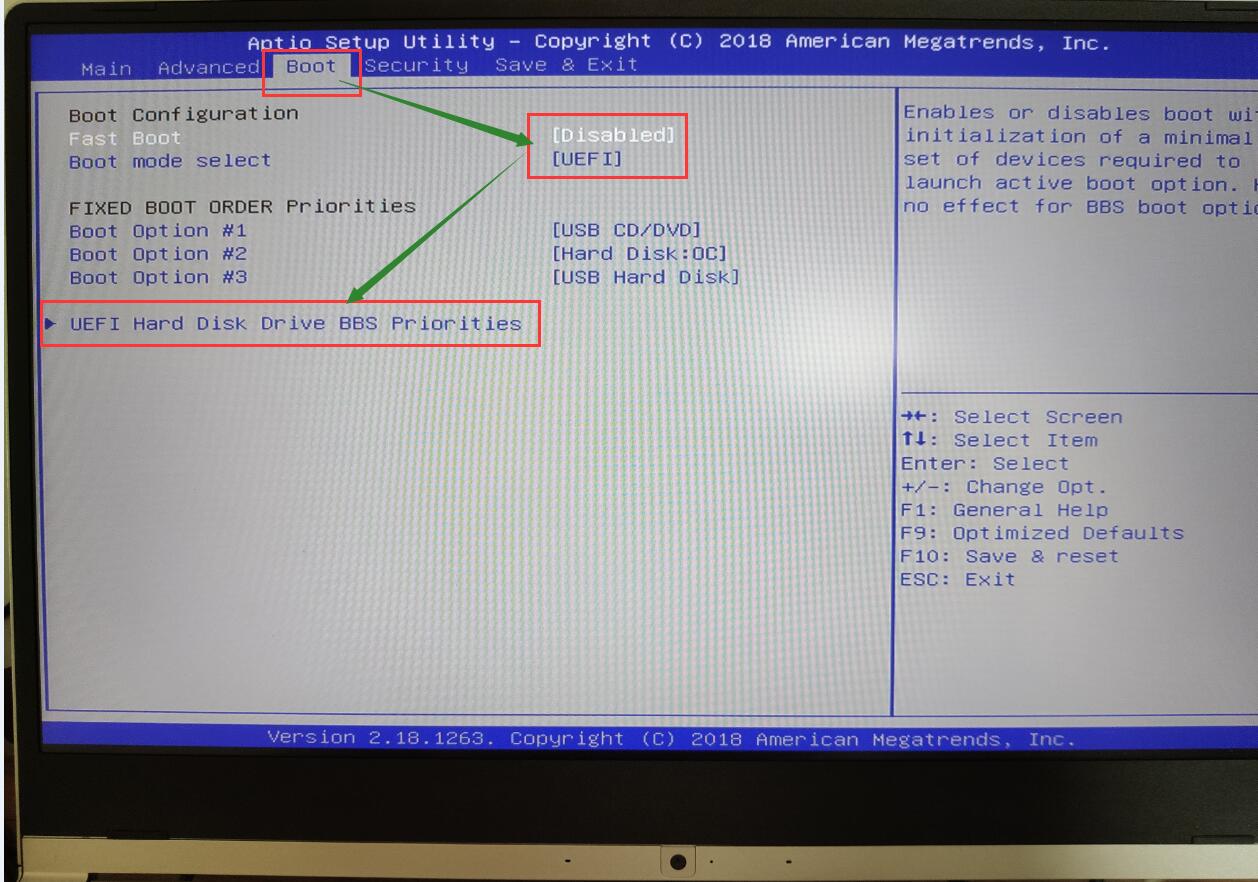 Aptio Setup Utility – Copyright (C) 2018 American Megatrends, Inc.
Main Advanced Boot Security Save & Exit
Boot Configuration
Fast Boot [Disabled]
Boot mode select [UEFI]
FIXED BOOT ORDER Priorities
Boot Option #1 [USB CD/DVD]
Boot Option #2 [Hard Disk:OC]
Boot Option #3 [USB Hard Disk]
UEFI Hard Disk Drive BBS Priorities
Enables or disables boot
initialization of a minimal
set of devices required to
launch active boot option.
no effect for BBS boot
→←: Select Screen
↑↓: Select Item
Enter: Select
+/-: Change Opt.
F1: General Help
F9: Optimized Defaults
F10: Save & reset
ESC: Exit
Version 2.18.1263. Copyright (C) 2018 American Megatrends, Inc.